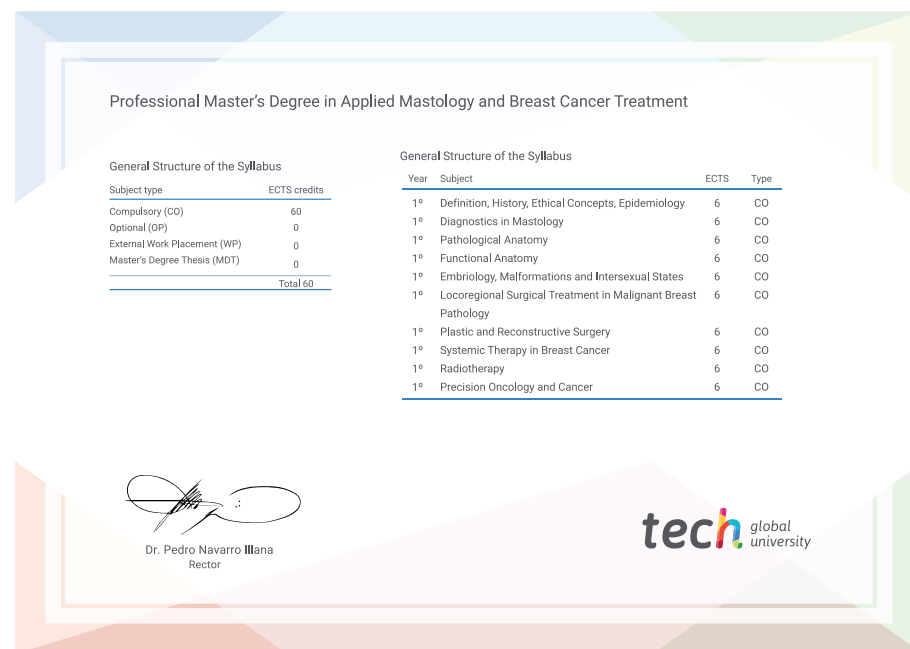 Professional Master's Degree in Applied Mastology and Breast Cancer Treatment
General Structure of the Syllabus
Subject type ECTS credits
Compulsory (CO) 60
Optional (OP) 0
External Work Placement (WP) 0
Master's Degree Thesis (MDT) 0
Total 60
General Structure of the Syllabus
Year Subject ECTS Type
1º Definition, History, Ethical Concepts, Epidemiology 6 CO
1º Diagnostics in Mastology 6 CO
1º Pathological Anatomy 6 CO
1º Functional Anatomy 6 CO
1º Embriology, Malformations and Intersexual States 6 CO
1º Locoregional Surgical Treatment in Malignant Breast 6 CO
Pathology
1º Plastic and Reconstructive Surgery 6 CO
1º Systemic Therapy in Breast Cancer 6 CO
1º Radiotherapy 6 CO
1º Precision Oncology and Cancer 6 CO
Dr. Pedro Navarro Illana
Rector
tech global
university